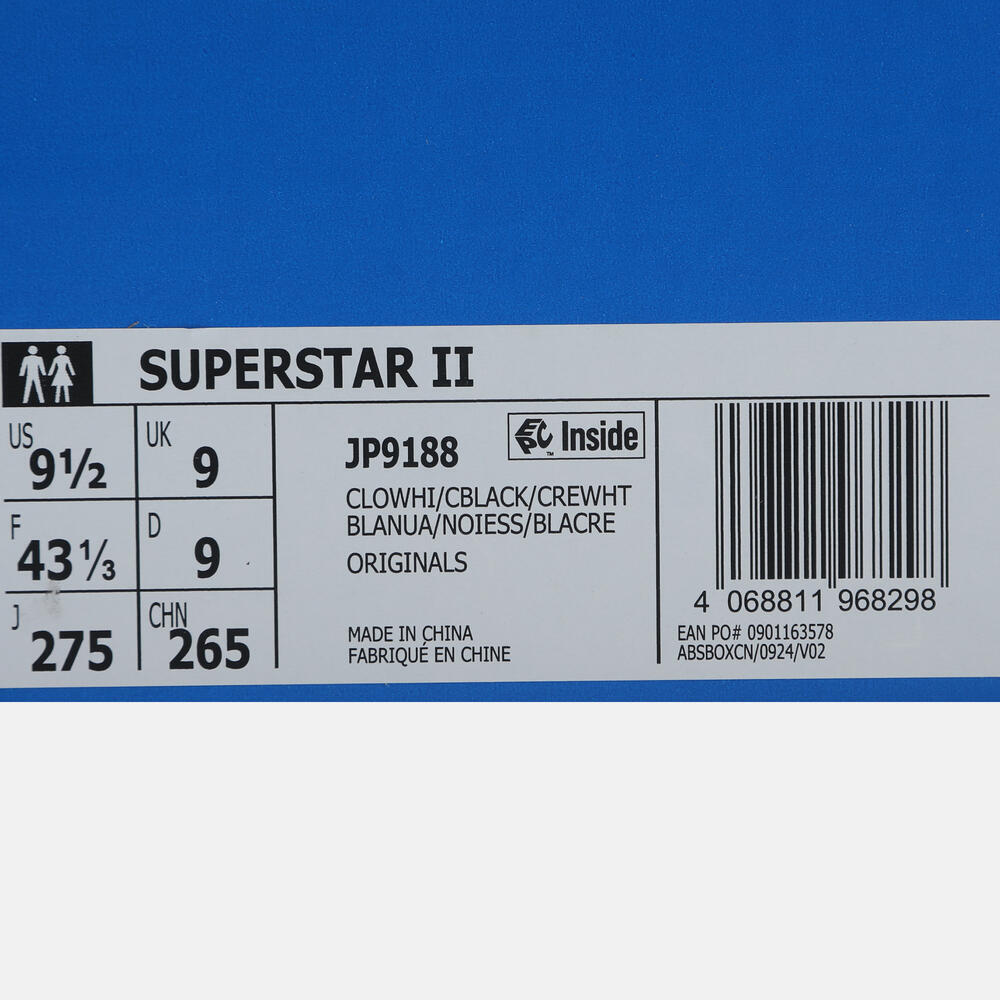 SUPERSTAR II
US 9½ UK 9
F 43⅓ D 9
J 275 CHN 265
JP9188 EPC™ Inside
CLOWHI/CBLACK/CREWHT
BLANUA/NOIESS/BLACRE
ORIGINALS
MADE IN CHINA
FABRIQUÉ EN CHINE
4 068811 968298
EAN PO# 0901163578
ABSBOXCN/0924/V02